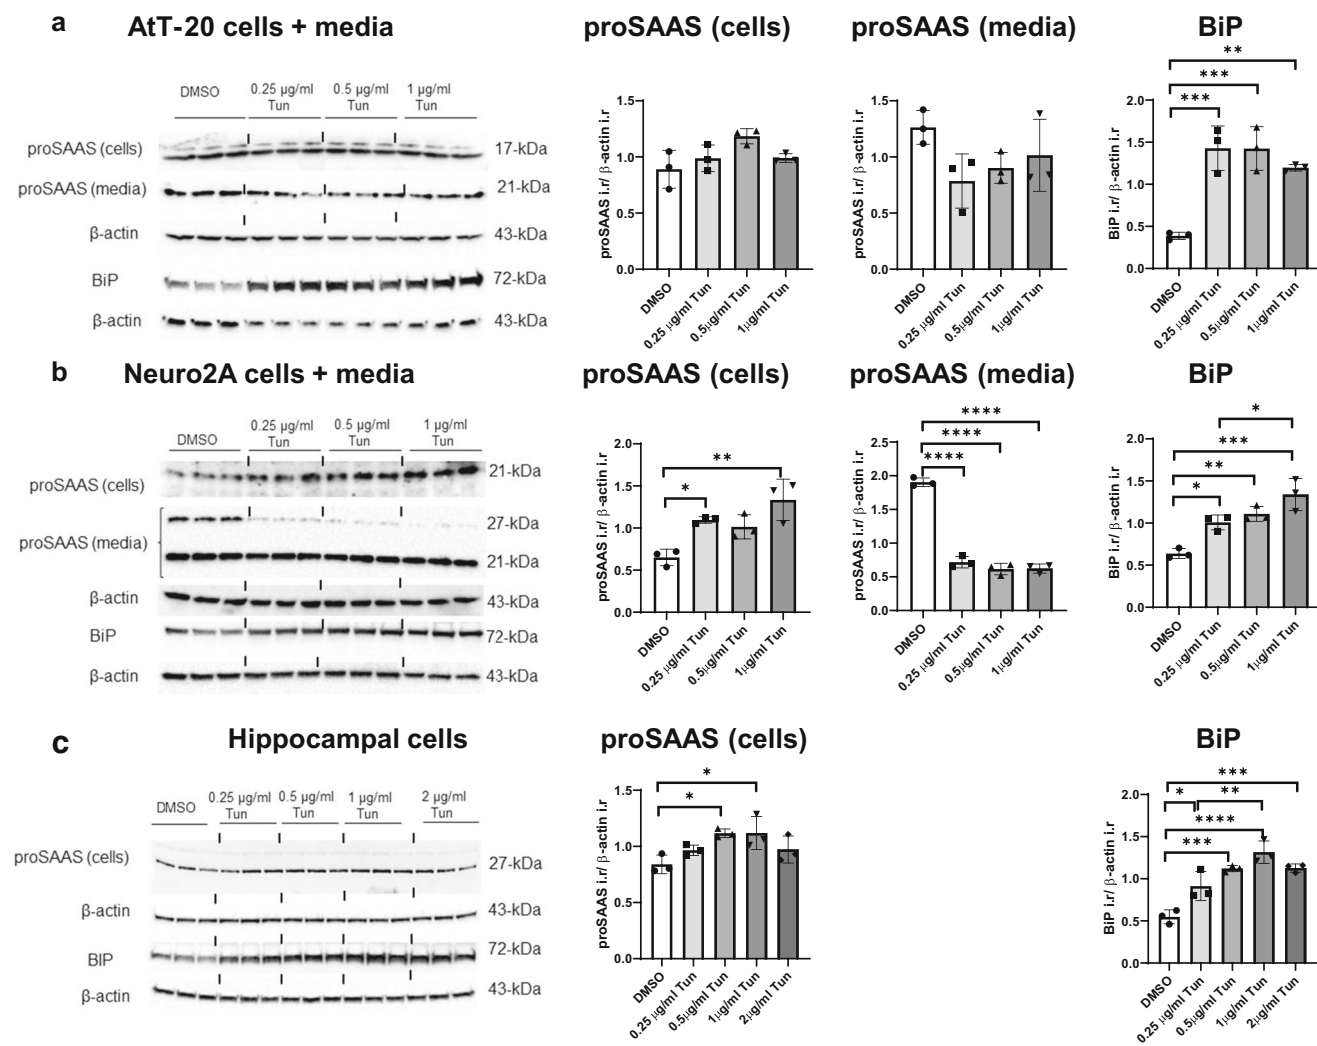 a
AtT-20 cells + media
proSAAS (cells)
proSAAS (media)
BiP
DMSO
0.25 µg/ml
Tun
0.5 µg/ml
Tun
1 µg/ml
Tun
proSAAS (cells)
17-kDa
proSAAS (media)
21-kDa
β-actin
43-kDa
BiP
72-kDa
β-actin
43-kDa
proSAAS i.r/ β-actin i.r
1.5
1.0
0.5
0.0
DMSO
0.25 µg/ml Tun
0.5µg/ml Tun
1µg/ml Tun
proSAAS i.r/ β-actin i.r
1.5
1.0
0.5
0.0
DMSO
0.25 µg/ml Tun
0.5µg/ml Tun
1µg/ml Tun
BiP i.r/ β-actin i.r
2.0
1.5
1.0
0.5
0.0
**
***
***
DMSO
0.25 µg/ml Tun
0.5µg/ml Tun
1µg/ml Tun
b
Neuro2A cells + media
proSAAS (cells)
proSAAS (media)
BiP
DMSO
0.25 µg/ml
Tun
0.5 µg/ml
Tun
1 µg/ml
Tun
proSAAS (cells)
21-kDa
proSAAS (media)
27-kDa
21-kDa
β-actin
43-kDa
BiP
72-kDa
β-actin
43-kDa
proSAAS i.r/ β-actin i.r
2.0
1.5
1.0
0.5
0.0
**
*
DMSO
0.25 µg/ml Tun
0.5µg/ml Tun
1µg/ml Tun
proSAAS i.r/ β-actin i.r
2.5
2.0
1.5
1.0
0.5
0.0
****
****
****
DMSO
0.25 µg/ml Tun
0.5µg/ml Tun
1µg/ml Tun
BiP i.r/ β-actin i.r
2.0
1.5
1.0
0.5
0.0
*
***
**
*
DMSO
0.25 µg/ml Tun
0.5µg/ml Tun
1µg/ml Tun
c
Hippocampal cells
proSAAS (cells)
BiP
DMSO
0.25 µg/ml
Tun
0.5 µg/ml
Tun
1 µg/ml
Tun
2 µg/ml
Tun
proSAAS (cells)
27-kDa
β-actin
43-kDa
BIP
72-kDa
β-actin
43-kDa
proSAAS i.r/ β-actin i.r
1.5
1.0
0.5
0.0
*
*
DMSO
0.25 µg/ml Tun
0.5µg/ml Tun
1µg/ml Tun
2µg/ml Tun
BiP i.r/ β-actin i.r
2.0
1.5
1.0
0.5
0.0
***
*
**
****
***
DMSO
0.25 µg/ml Tun
0.5µg/ml Tun
1µg/ml Tun
2µg/ml Tun